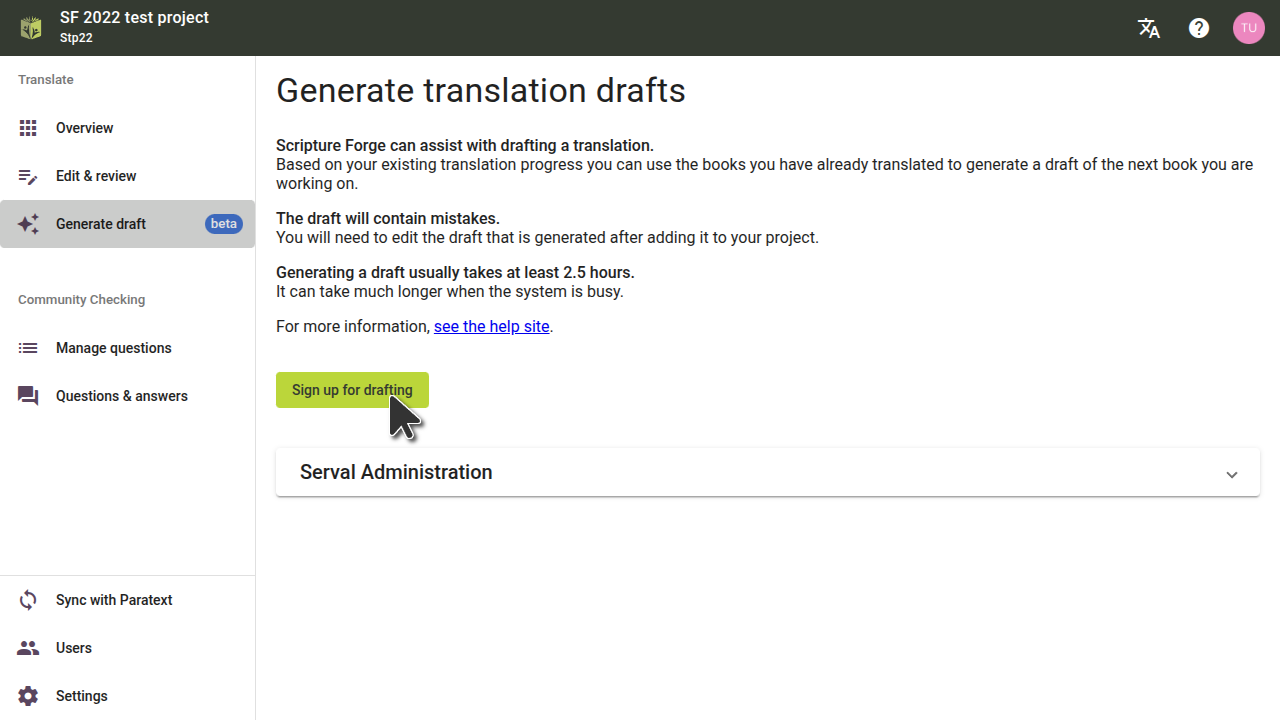 SF 2022 test project
Stp22
TU
Translate
Overview
Edit & review
Generate draft
beta
Community Checking
Manage questions
Questions & answers
Sync with Paratext
Users
Settings
Generate translation drafts
Scripture Forge can assist with drafting a translation.
Based on your existing translation progress you can use the books you have already translated to generate a draft of the next book you are
working on.
The draft will contain mistakes.
You will need to edit the draft that is generated after adding it to your project.
Generating a draft usually takes at least 2.5 hours.
It can take much longer when the system is busy.
For more information, see the help site.
Sign up for drafting
Serval Administration